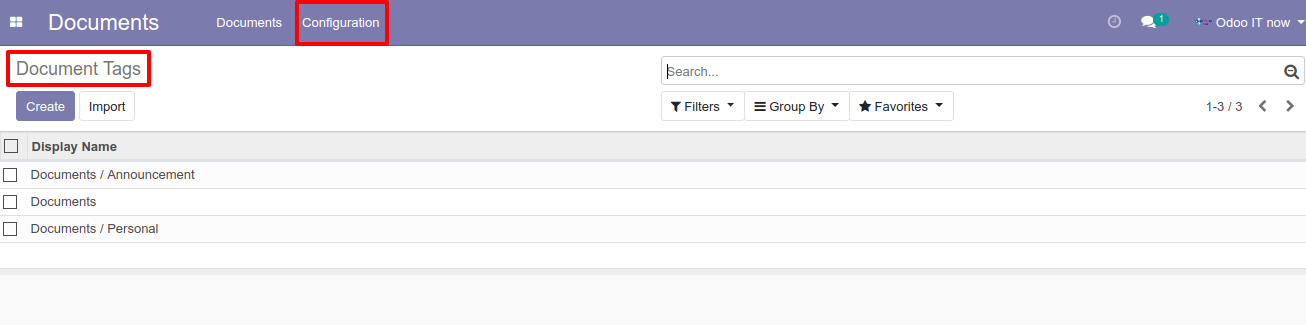 Documents Documents Configuration 1 Odoo IT now
Document Tags
Search...
Create Import Filters Group By Favorites 1-3 / 3
Display Name
Documents / Announcement
Documents
Documents / Personal